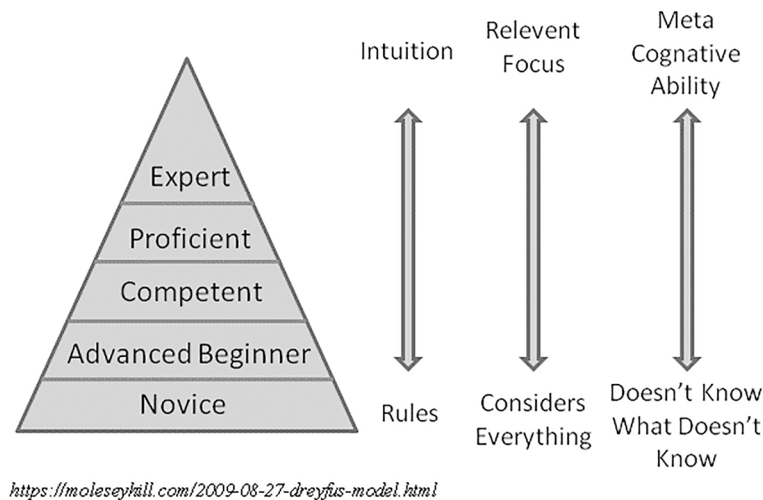 Expert
Proficient
Competent
Advanced Beginner
Novice
Intuition
Rules
Relevent
Focus
Considers
Everything
Meta
Cognative
Ability
Doesn't Know
What Doesn't
Know
https://moleseyhill.com/2009-08-27-dreyfus-model.html